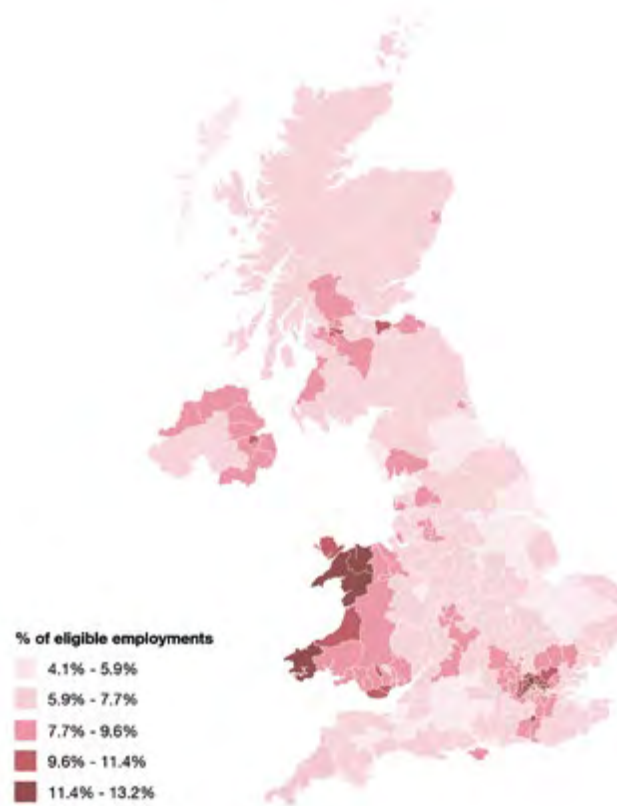 % of eligible employments
4.1% - 5.9%
5.9% - 7.7%
7.7% - 9.6%
9.6% - 11.4%
11.4% - 13.2%